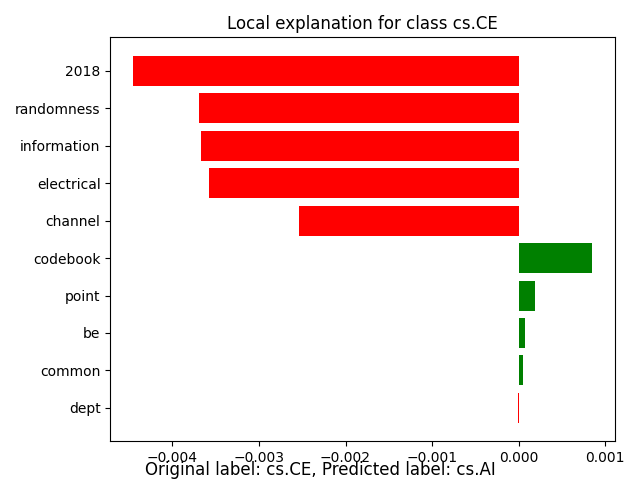 Local explanation for class cs.CE
2018
randomness
information
electrical
channel
codebook
point
be
common
dept
−0.004 −0.003 −0.002 −0.001 0.000 0.001
Original label: cs.CE, Predicted label: cs.AI